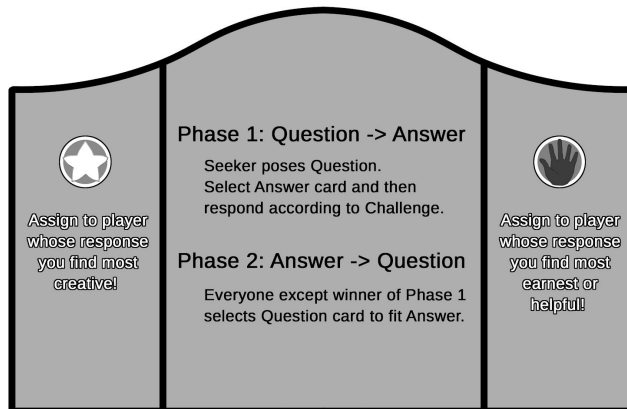 Assign to player
whose response
you find most
creative!
Phase 1: Question -> Answer
Seeker poses Question.
Select Answer card and then
respond according to Challenge.
Phase 2: Answer -> Question
Everyone except winner of Phase 1
selects Question card to fit Answer.
Assign to player
whose response
you find most
earnest or
helpful!